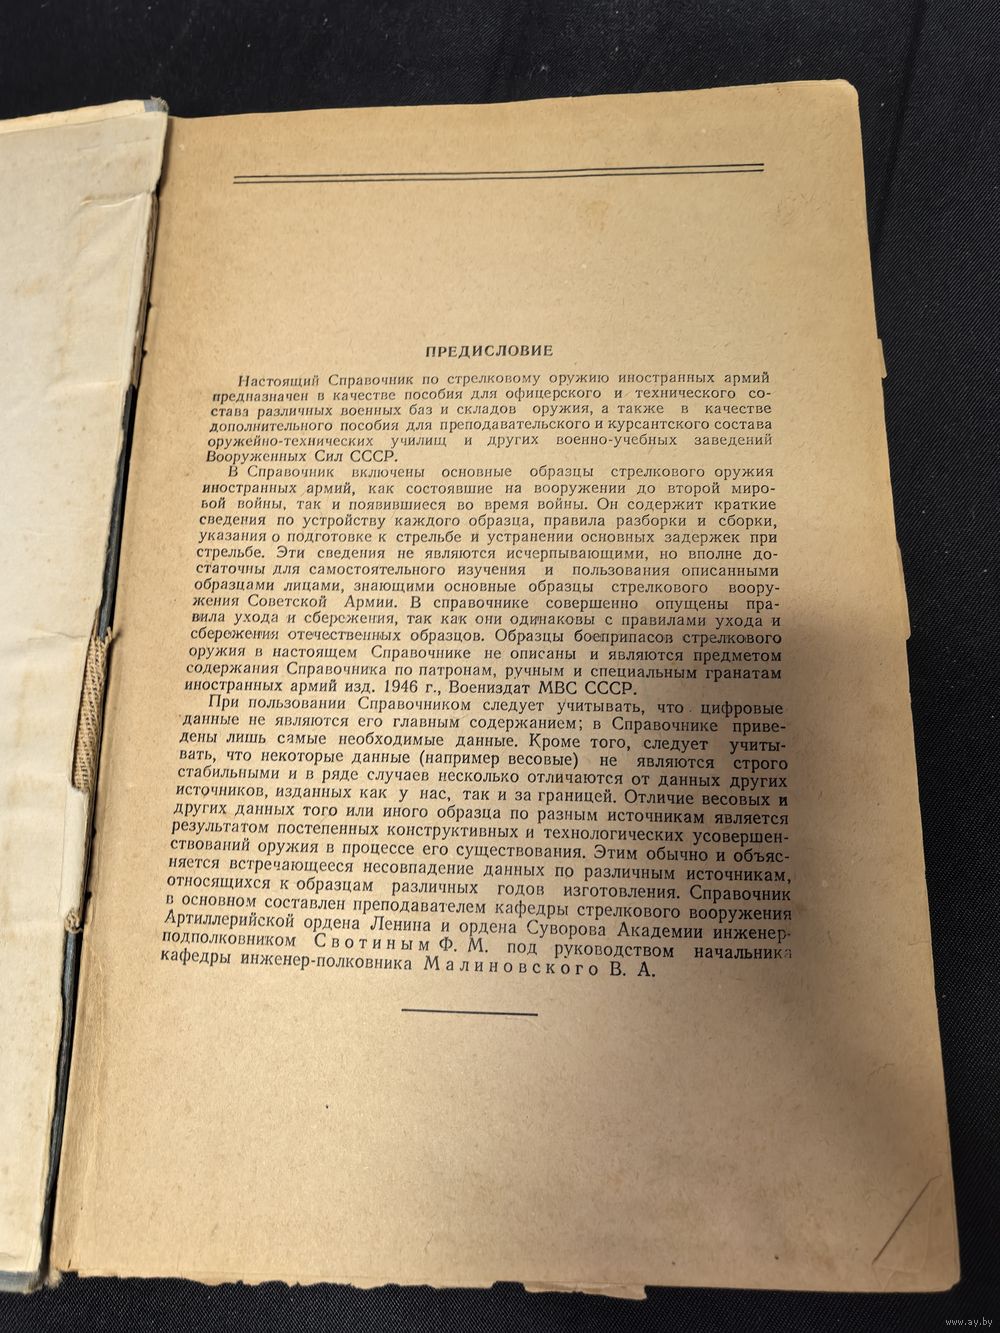 ПРЕДИСЛОВИЕ
Настоящий Справочник по стрелковому оружию иностранных армий
предназначен в качестве пособия для офицерского и технического со-
става различных военных баз и складов оружия, а также в качестве
дополнительного пособия для преподавательского и курсантского состава
оружейно-технических училищ и других военно-учебных заведений
Вооруженных Сил СССР.
В Справочник включены основные образцы стрелкового оружия
иностранных армий, как состоявшие на вооружении до второй миро-
вой войны, так и появившиеся во время войны. Он содержит краткие
сведения по устройству каждого образца, правила разборки и сборки,
указания о подготовке к стрельбе и устранении основных задержек при
стрельбе. Эти сведения не являются исчерпывающими, но вполне до-
статочны для самостоятельного изучения и пользования описанными
образцами лицами, знающими основные образцы стрелкового воору-
жения Советской Армии. В справочнике совершенно опущены пра-
вила ухода и сбережения, так как они одинаковы с правилами ухода и
сбережения отечественных образцов. Образцы боеприпасов стрелкового
оружия в настоящем Справочнике не описаны и являются предметом
содержания Справочника по патронам, ручным и специальным гранатам
иностранных армий изд. 1946 г., Воениздат МВС СССР.
При пользовании Справочником следует учитывать, что цифровые
данные не являются его главным содержанием; в Справочнике приве-
дены лишь самые необходимые данные. Кроме того, следует учиты-
вать, что некоторые данные (например весовые) не являются строго
стабильными и в ряде случаев несколько отличаются от данных других
источников, изданных как у нас, так и за границей. Отличие весовых и
других данных того или иного образца по разным источникам является
результатом постепенных конструктивных и технологических усовершен-
ствований оружия в процессе его существования. Этим обычно и объяс-
няется встречающееся несовпадение данных по различным источникам,
относящихся к образцам различных годов изготовления. Справочник
в основном составлен преподавателем кафедры стрелкового вооружения
Артиллерийской ордена Ленина и ордена Суворова Академии инженер-
подполковником Свотиным Ф. М. под руководством начальника
кафедры инженер-полковника Малиновского В. А.
www.ay.by